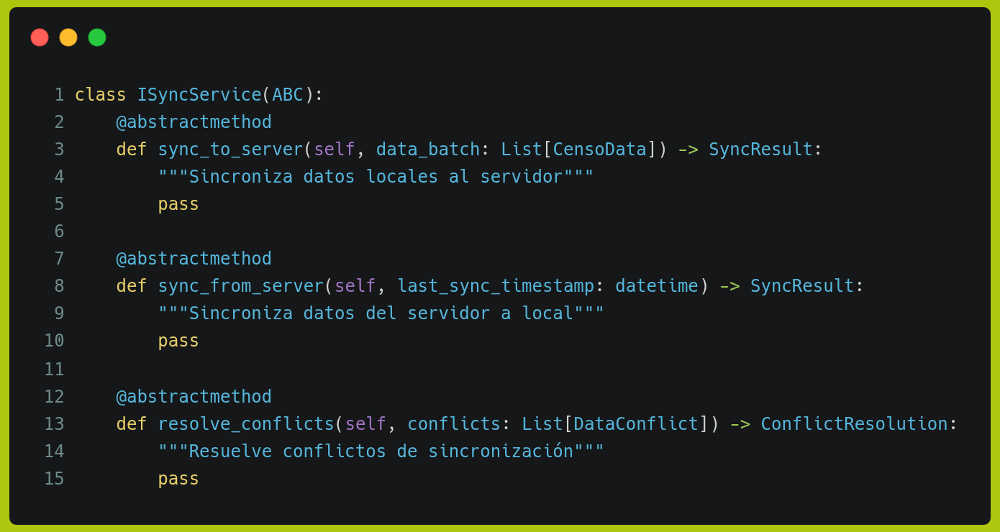 1 class ISyncService(ABC):
2     @abstractmethod
3     def sync_to_server(self, data_batch: List[CensoData]) -> SyncResult:
4         """Sincroniza datos locales al servidor"""
5         pass
6
7     @abstractmethod
8     def sync_from_server(self, last_sync_timestamp: datetime) -> SyncResult:
9         """Sincroniza datos del servidor a local"""
10         pass
11
12     @abstractmethod
13     def resolve_conflicts(self, conflicts: List[DataConflict]) -> ConflictResolution:
14         """Resuelve conflictos de sincronización"""
15         pass